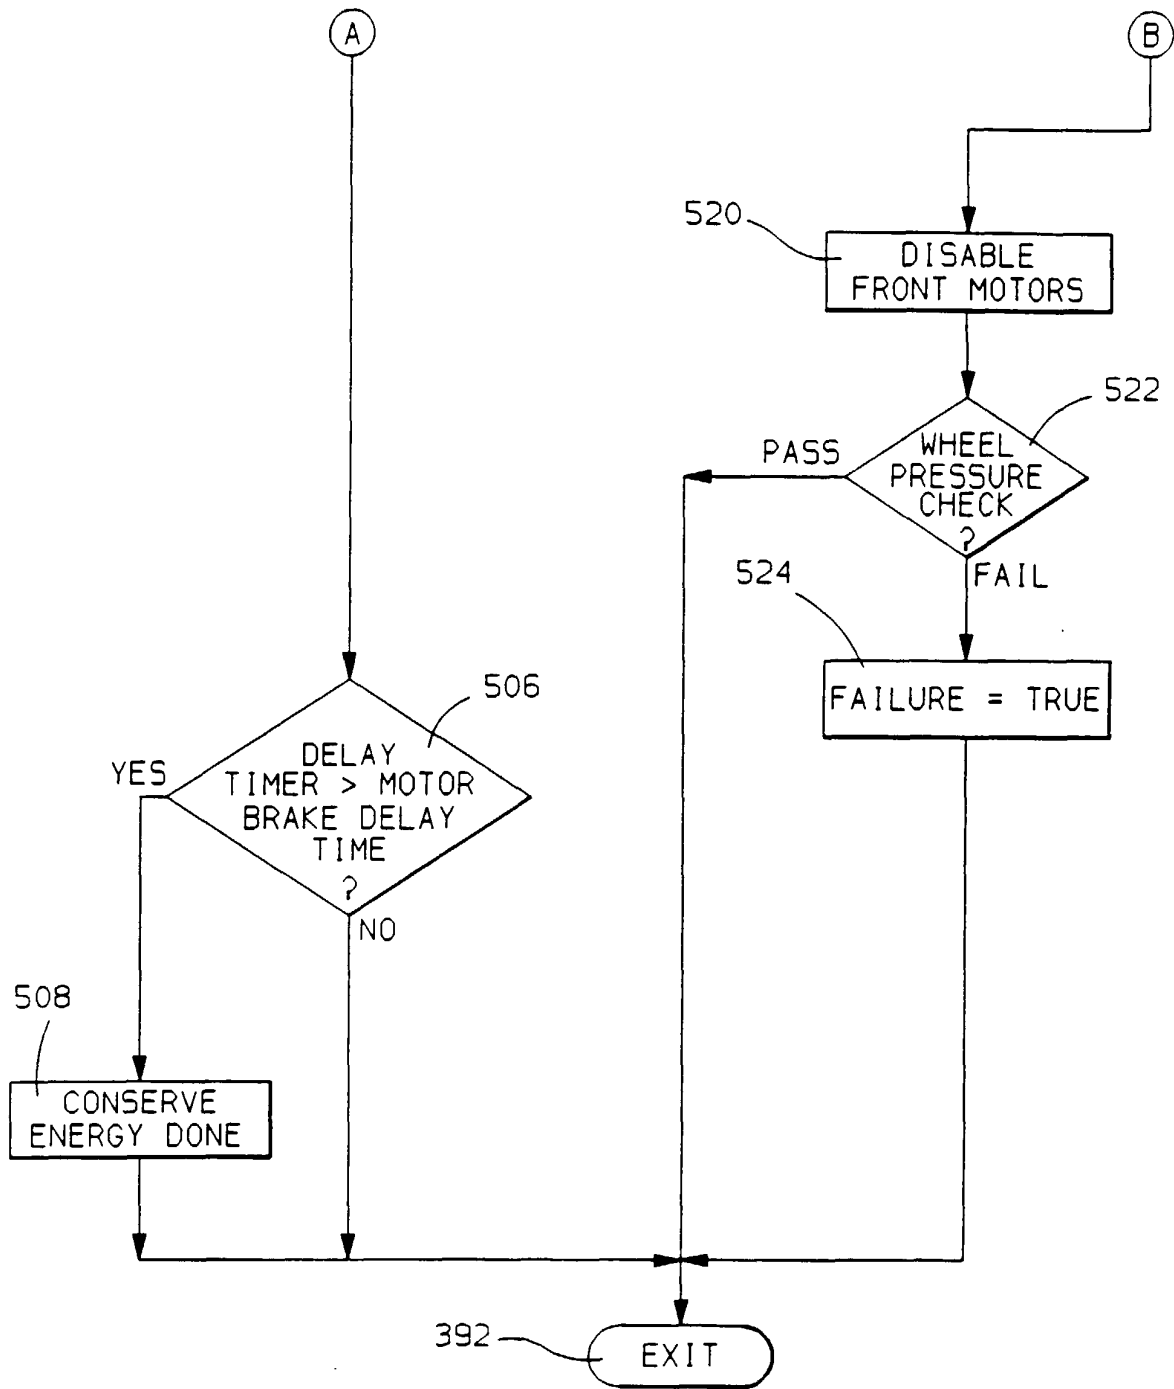 A
B
520
DISABLE
FRONT MOTORS
522
PASS
WHEEL
PRESSURE
CHECK
?
FAIL
524
FAILURE = TRUE
506
YES
DELAY
TIMER > MOTOR
BRAKE DELAY
TIME
?
NO
508
CONSERVE
ENERGY DONE
392
EXIT